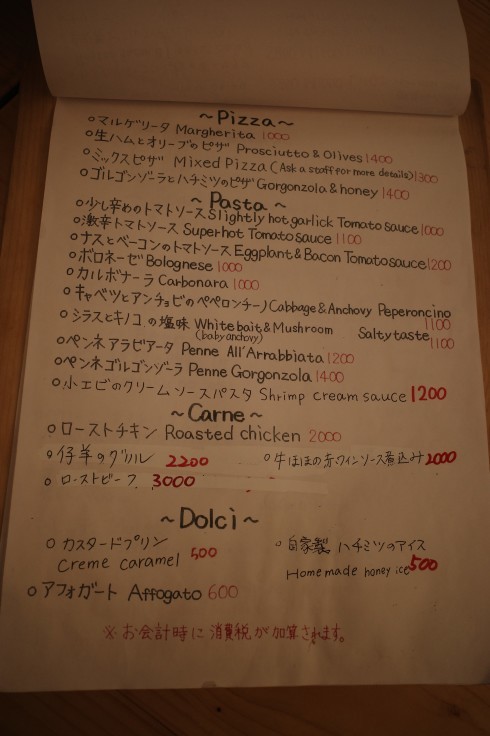 ~Pizza~
○マルゲリータ Margherita 1000
○生ハムとオリーブのピザ Prosciutto & Olives 1400
○ミックスピザ Mixed Pizza (Ask a staff for more details) 1300
○ゴルゴンゾーラとハチミツのピザ Gorgonzola & honey 1400
~Pasta~
○少し辛めのトマトソース Slightly hot garlick Tomato sauce 1000
○激辛トマトソース Superhot Tomato sauce 1100
○ナスとベーコンのトマトソース Eggplant & Bacon Tomato sauce 1200
○ボロネーゼ Bolognese 1000
○カルボナーラ Carbonara 1000
○キャベツとアンチョビのペペロンチーノ Cabbage & Anchovy Peperoncino 1100
○シラスとキノコの塩味 Whitebait & Mushroom Salty taste 1100
(baby anchovy)
○ペンネアラビアータ Penne All'Arrabbiata 1200
○ペンネゴルゴンゾーラ Penne Gorgonzola 1400
○小エビのクリームソースパスタ Shrimp cream sauce 1200
~Carne~
○ローストチキン Roasted chicken 2000
○仔羊のグリル 2200 ○牛ほほの赤ワインソース煮込み 2000
○ローストビーフ 3000
~Dolci~
○カスタードプリン
Creme caramel 500
○自家製ハチミツのアイス
Homemade honey ice 500
○アフォガート Affogato 600
※お会計時に消費税が加算されます。